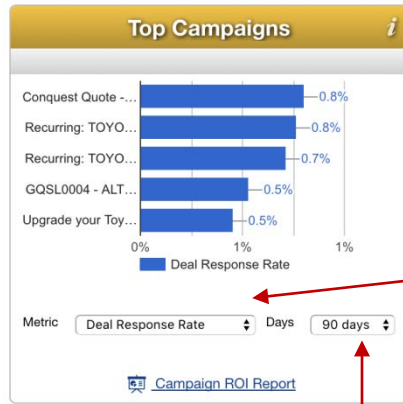 Top Campaigns i
Conquest Quote -... 0.8%
Recurring: TOYO... 0.8%
Recurring: TOYO... 0.7%
GQSL0004 - ALT... 0.5%
Upgrade your Toy... 0.5%
0% 1% 1%
Deal Response Rate
Metric Deal Response Rate Days 90 days
Campaign ROI Report